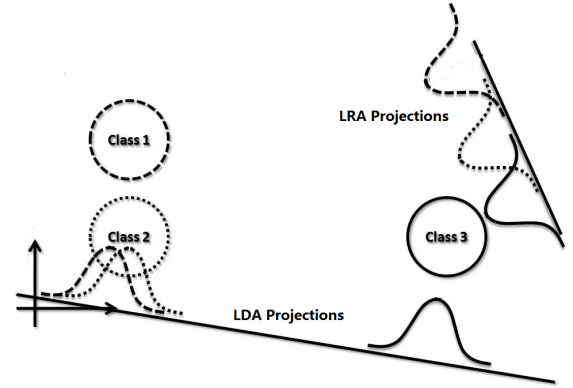 LRA Projections
Class 1
Class 2
Class 3
LDA Projections